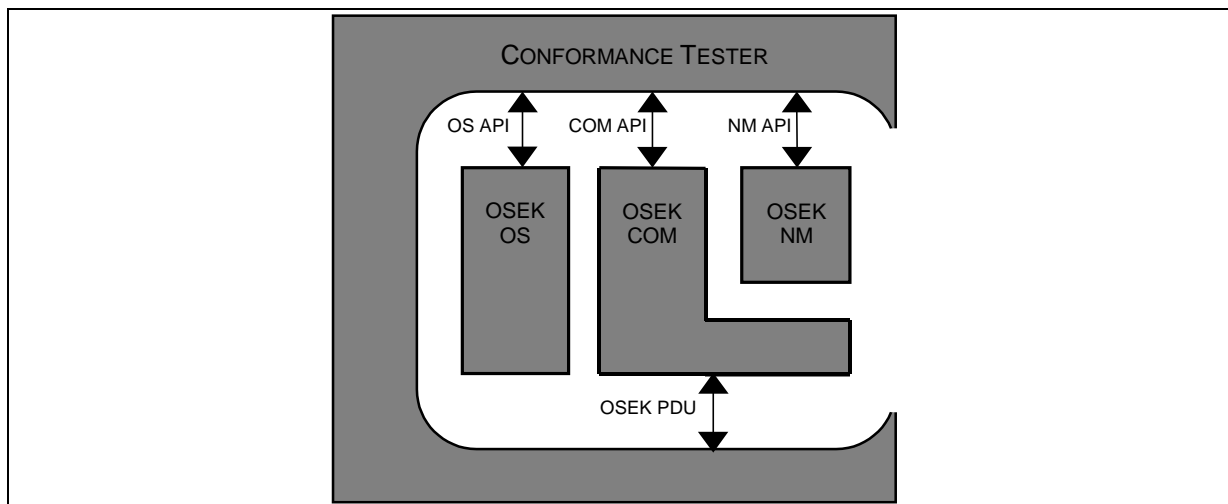 CONFORMANCE TESTER
OS API
COM API
NM API
OSEK
OS
OSEK
COM
OSEK
NM
OSEK PDU